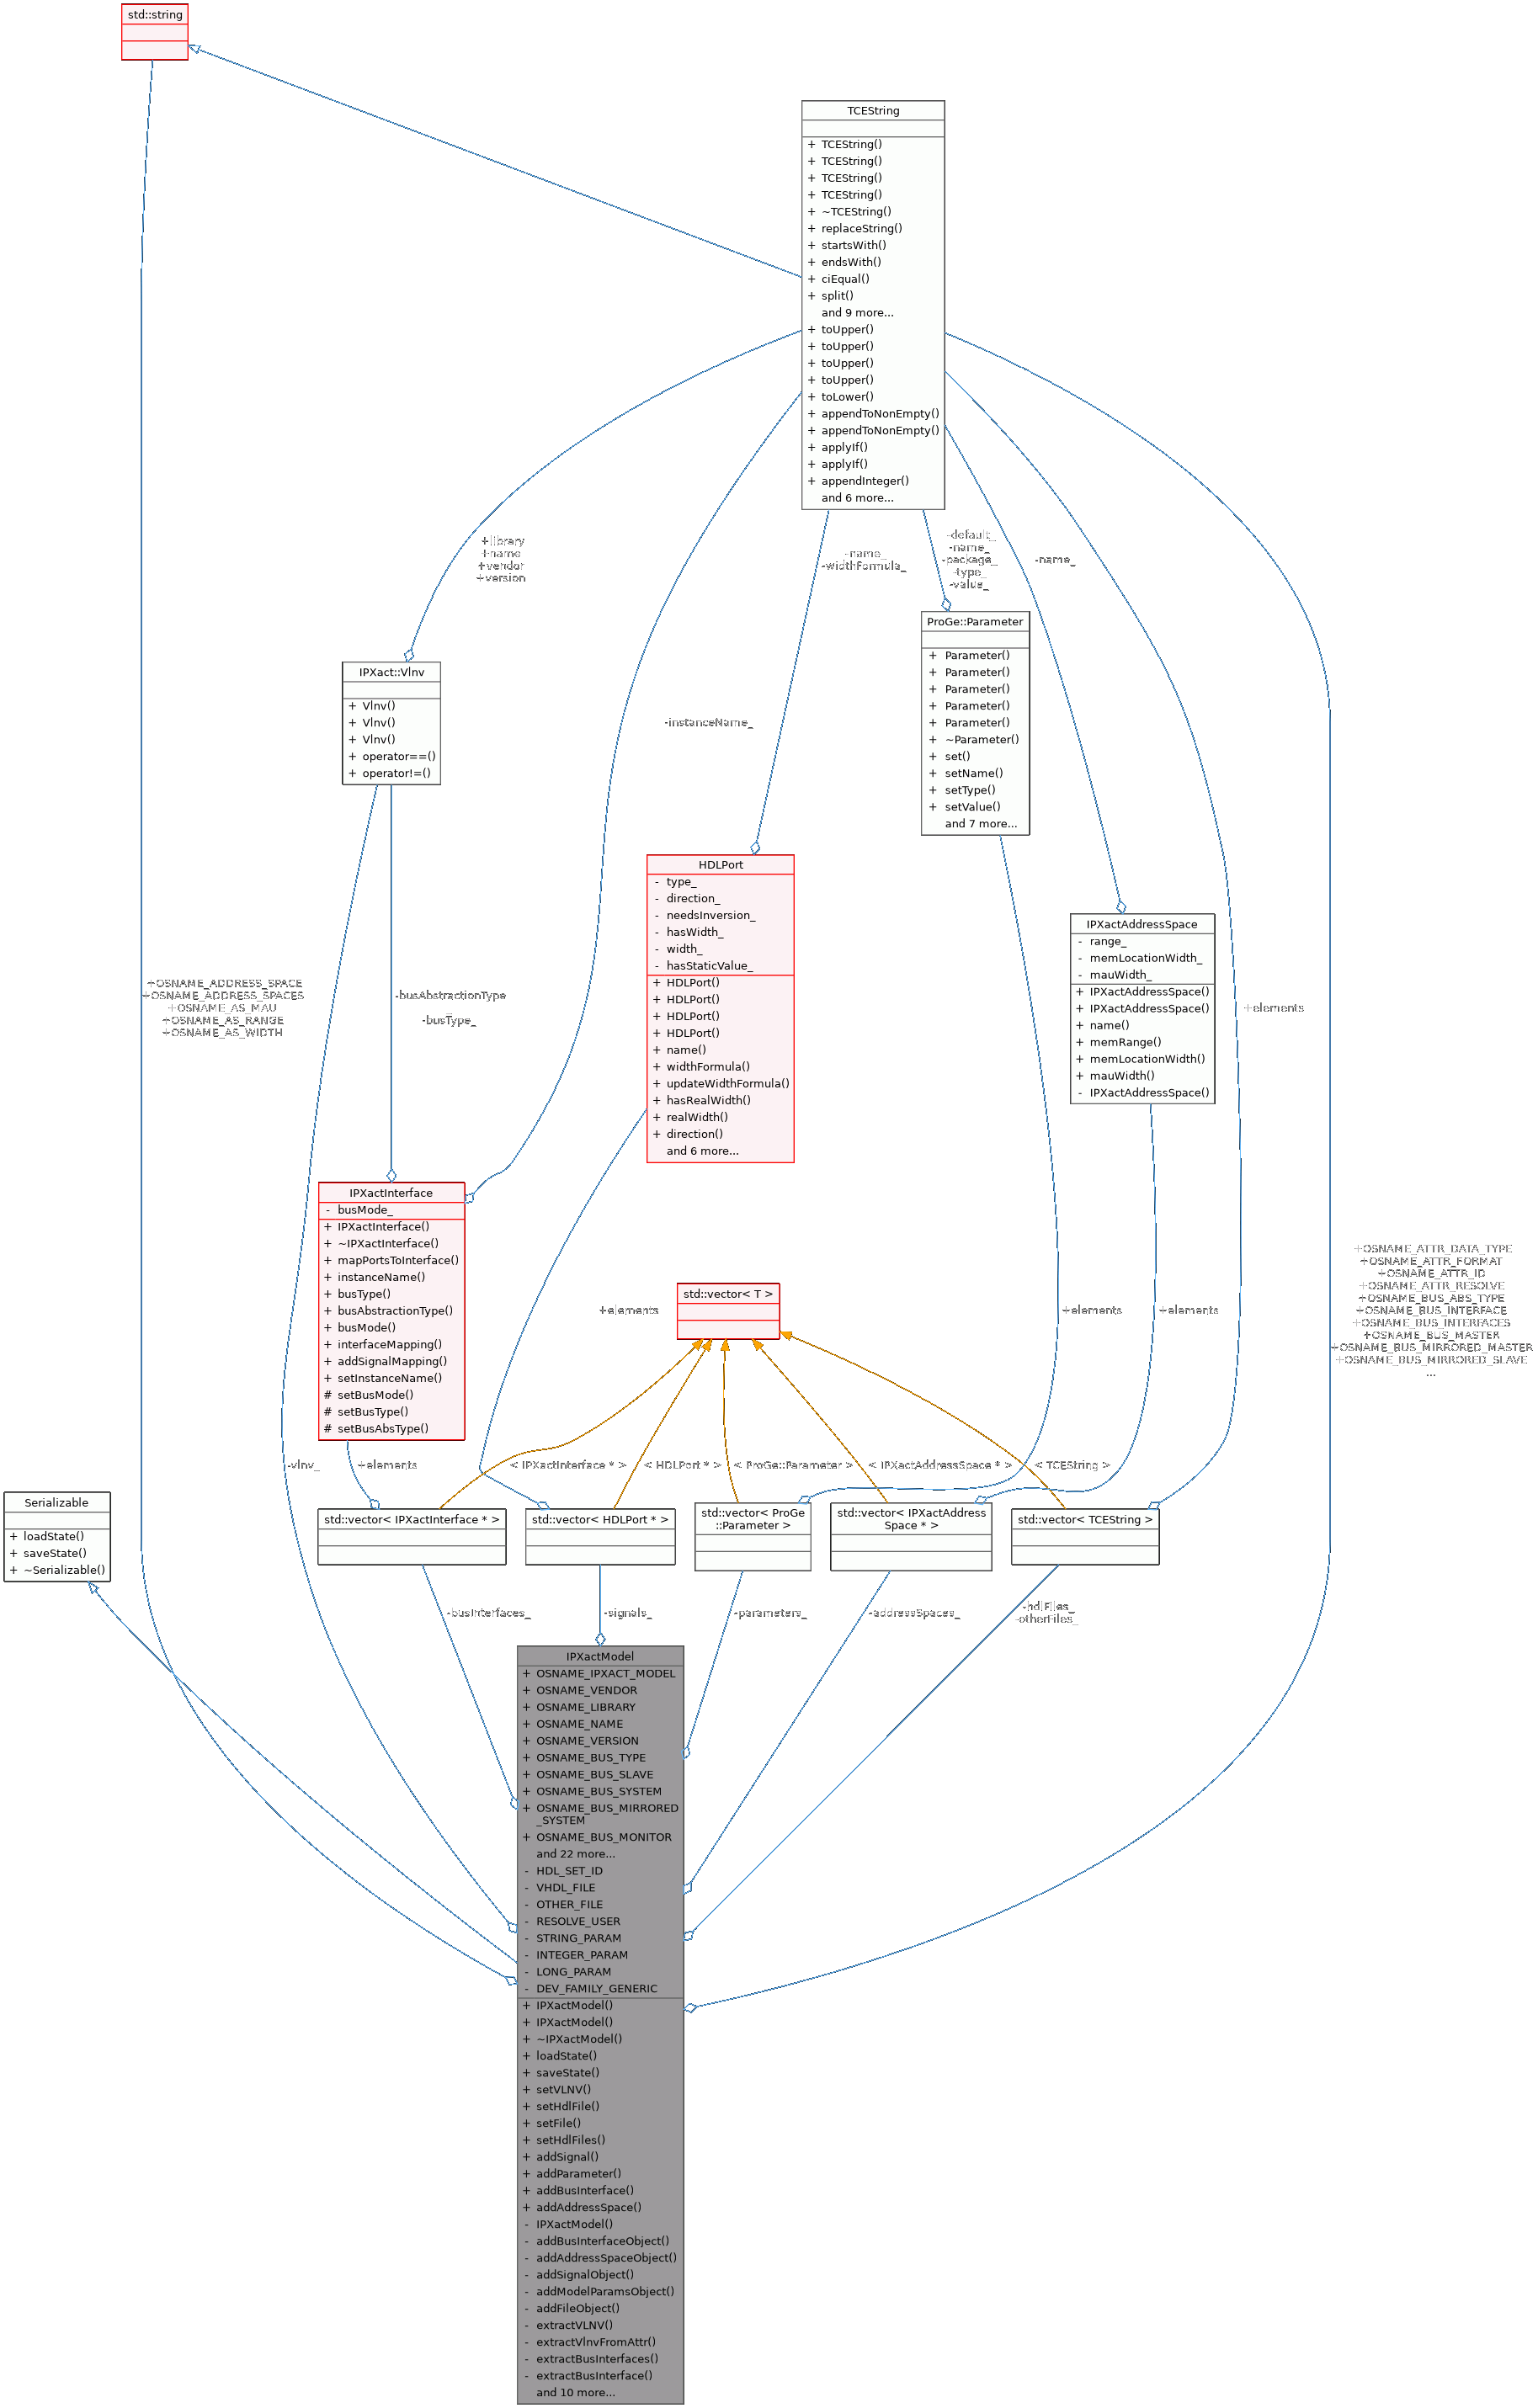 std::string
TCEString
+ TCEString()
+ TCEString()
+ TCEString()
+ TCEString()
+ ~TCEString()
+ replaceString()
+ startsWith()
+ endsWith()
+ ciEqual()
+ split()
and 9 more...
+ toUpper()
+ toUpper()
+ toUpper()
+ toUpper()
+ toLower()
+ appendToNonEmpty()
+ appendToNonEmpty()
+ applyIf()
+ applyIf()
+ appendInteger()
and 6 more...
+library
+name
+vendor
+version
-name_
-widthFormula_
-default_
-name_
-package_
-type_
-value_
-name_
ProGe::Parameter
+ Parameter()
+ Parameter()
+ Parameter()
+ Parameter()
+ Parameter()
+ ~Parameter()
+ set()
+ setName()
+ setType()
+ setValue()
and 7 more...
IPXact::Vlnv
+ Vlnv()
+ Vlnv()
+ Vlnv()
+ operator==()
+ operator!=()
-instanceName_
HDLPort
- type_
- direction_
- needsInversion_
- hasWidth_
- width_
- hasStaticValue_
+ HDLPort()
+ HDLPort()
+ HDLPort()
+ HDLPort()
+ name()
+ widthFormula()
+ updateWidthFormula()
+ hasRealWidth()
+ realWidth()
+ direction()
and 6 more...
IPXactAddressSpace
- range_
- memLocationWidth_
- mauWidth_
+ IPXactAddressSpace()
+ IPXactAddressSpace()
+ name()
+ memRange()
+ memLocationWidth()
+ mauWidth()
- IPXactAddressSpace()
+OSNAME_ADDRESS_SPACE
+OSNAME_ADDRESS_SPACES
+OSNAME_AS_MAU
+OSNAME_AS_RANGE
+OSNAME_AS_WIDTH
-busAbstractionType
_
-busType_
+elements
IPXactInterface
- busMode_
+ IPXactInterface()
+ ~IPXactInterface()
+ mapPortsToInterface()
+ instanceName()
+ busType()
+ busAbstractionType()
+ busMode()
+ interfaceMapping()
+ addSignalMapping()
+ setInstanceName()
# setBusMode()
# setBusType()
# setBusAbsType()
+OSNAME_ATTR_DATA_TYPE
+OSNAME_ATTR_FORMAT
+OSNAME_ATTR_ID
+OSNAME_ATTR_RESOLVE
+OSNAME_BUS_ABS_TYPE
+OSNAME_BUS_INTERFACE
+OSNAME_BUS_INTERFACES
+OSNAME_BUS_MASTER
+OSNAME_BUS_MIRRORED_MASTER
+OSNAME_BUS_MIRRORED_SLAVE
...
+elements
std::vector< T >
+elements
+elements
-vlnv_
+elements
< IPXactInterface * >
< HDLPort * >
< ProGe::Parameter >
< IPXactAddressSpace * >
< TCEString >
Serializable
+ loadState()
+ saveState()
+ ~Serializable()
std::vector< IPXactInterface * >
std::vector< HDLPort * >
std::vector< ProGe
::Parameter >
std::vector< IPXactAddress
Space * >
std::vector< TCEString >
-busInterfaces_
-signals_
-parameters_
-addressSpaces_
-hdlFiles_
-otherFiles_
IPXactModel
+ OSNAME_IPXACT_MODEL
+ OSNAME_VENDOR
+ OSNAME_LIBRARY
+ OSNAME_NAME
+ OSNAME_VERSION
+ OSNAME_BUS_TYPE
+ OSNAME_BUS_SLAVE
+ OSNAME_BUS_SYSTEM
+ OSNAME_BUS_MIRRORED
_SYSTEM
+ OSNAME_BUS_MONITOR
and 22 more...
- HDL_SET_ID
- VHDL_FILE
- OTHER_FILE
- RESOLVE_USER
- STRING_PARAM
- INTEGER_PARAM
- LONG_PARAM
- DEV_FAMILY_GENERIC
+ IPXactModel()
+ IPXactModel()
+ ~IPXactModel()
+ loadState()
+ saveState()
+ setVLNV()
+ setHdlFile()
+ setFile()
+ setHdlFiles()
+ addSignal()
+ addParameter()
+ addBusInterface()
+ addAddressSpace()
- IPXactModel()
- addBusInterfaceObject()
- addAddressSpaceObject()
- addSignalObject()
- addModelParamsObject()
- addFileObject()
- extractVLNV()
- extractVlnvFromAttr()
- extractBusInterfaces()
- extractBusInterface()
and 10 more...